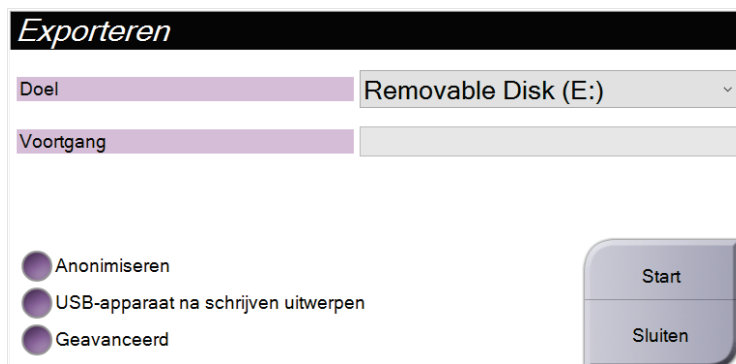 Exporteren
Doel
Removable Disk (E:)
Voortgang
Anonimiseren
USB-apparaat na schrijven uitwerpen
Geavanceerd
Start
Sluiten